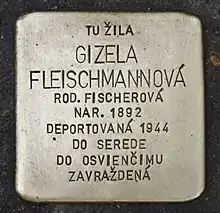 TU ŽILA
GIZELA
FLEISCHMANNOVÁ
ROD. FISCHEROVÁ
NAR. 1892
DEPORTOVANÁ 1944
DO SEREDE
DO OSVIENČIMU
ZAVRAŽDENÁ